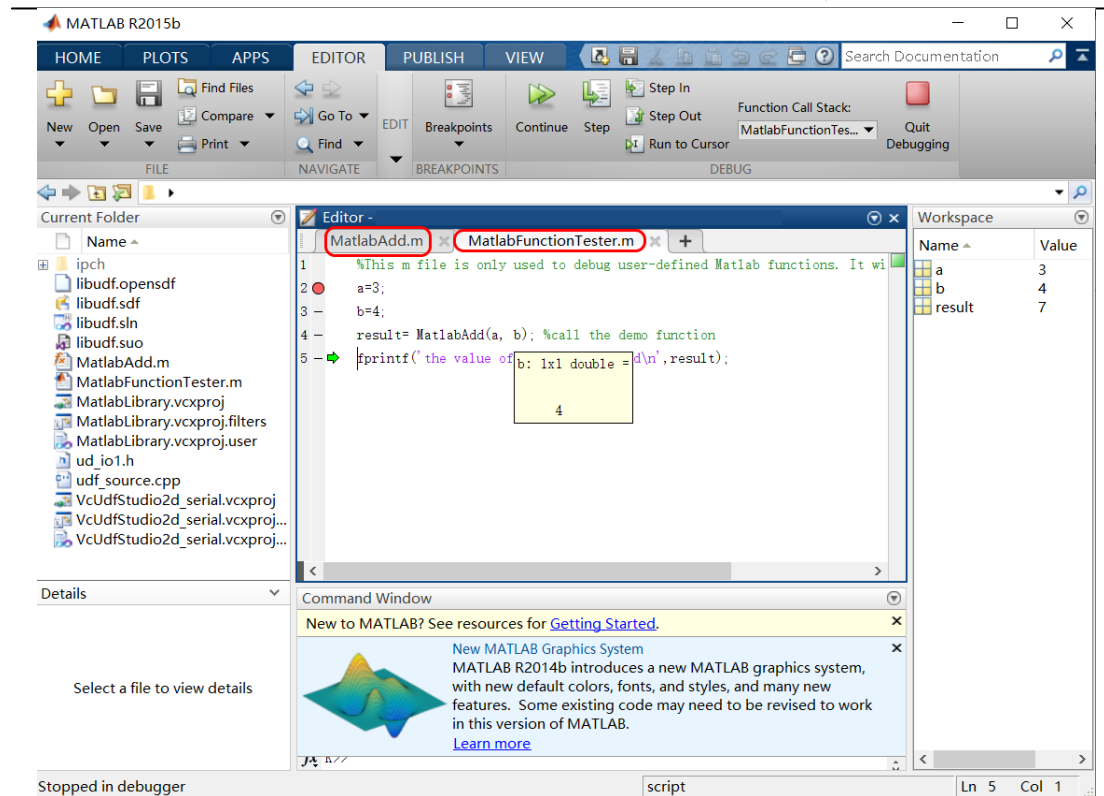 MATLAB R2015b
HOME PLOTS APPS EDITOR PUBLISH VIEW Search Documentation
New Open Save Find Files Compare Print
FILE
Go To Find
NAVIGATE
EDIT
Breakpoints
BREAKPOINTS
Continue Step Step In Step Out Run to Cursor
Function Call Stack:
MatlabFunctionTes...
Quit Debugging
DEBUG
Current Folder
Name
ipch
libudf.opensdf
libudf.sdf
libudf.sln
libudf.suo
MatlabAdd.m
MatlabFunctionTester.m
MatlabLibrary.vcxproj
MatlabLibrary.vcxproj.filters
MatlabLibrary.vcxproj.user
ud_io1.h
udf_source.cpp
VcUdfStudio2d_serial.vcxproj
VcUdfStudio2d_serial.vcxproj...
VcUdfStudio2d_serial.vcxproj...
Details
Select a file to view details
Editor -
MatlabAdd.m MatlabFunctionTester.m +
1 %This m file is only used to debug user-defined Matlab functions. It wi
2 a=3;
3 – b=4;
4 – result= MatlabAdd(a, b); %call the demo function
5 – fprintf('the value of d\n',result);
b: 1x1 double =
4
Command Window
New to MATLAB? See resources for Getting Started.
New MATLAB Graphics System
MATLAB R2014b introduces a new MATLAB graphics system,
with new default colors, fonts, and styles, and many new
features. Some existing code may need to be revised to work
in this version of MATLAB.
Learn more
Workspace
Name Value
a 3
b 4
result 7
Stopped in debugger script Ln 5 Col 1